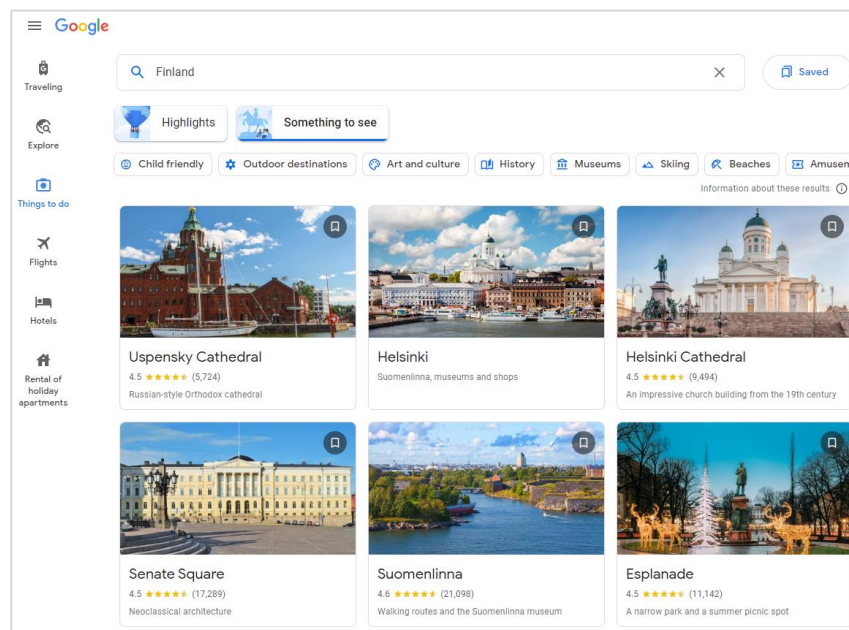 Google
Traveling
Explore
Things to do
Flights
Hotels
Rental of
holiday
apartments
Finland
Saved
Highlights
Something to see
Child friendly
Outdoor destinations
Art and culture
History
Museums
Skiing
Beaches
Amusem
Information about these results
Uspensky Cathedral
4.5 (5,724)
Russian-style Orthodox cathedral
Helsinki
Suomenlinna, museums and shops
Helsinki Cathedral
4.5 (9,494)
An impressive church building from the 19th century
Senate Square
4.5 (17,289)
Neoclassical architecture
Suomenlinna
4.6 (21,098)
Walking routes and the Suomenlinna museum
Esplanade
4.5 (11,142)
A narrow park and a summer picnic spot